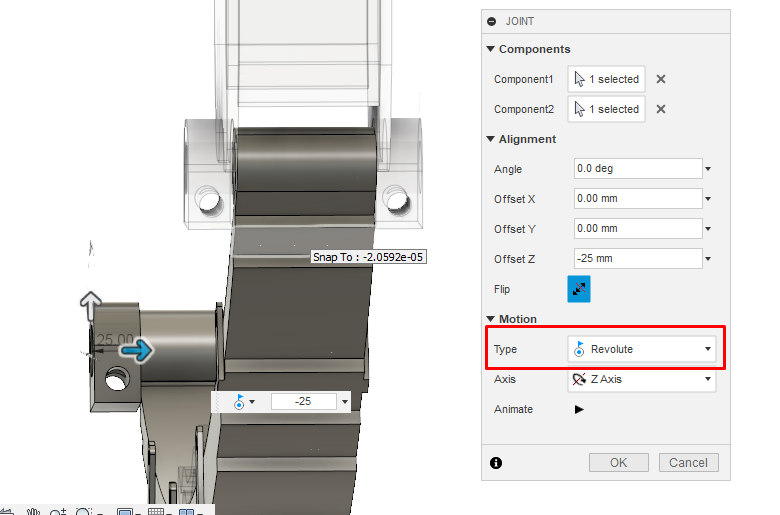 JOINT
Components
Component1 1 selected
Component2 1 selected
Alignment
Angle 0.0 deg
Offset X 0.00 mm
Offset Y 0.00 mm
Offset Z -25 mm
Flip
Motion
Type Revolute
Axis Z Axis
Animate
OK Cancel
Snap To : -2.0592e-05
25.00
-25